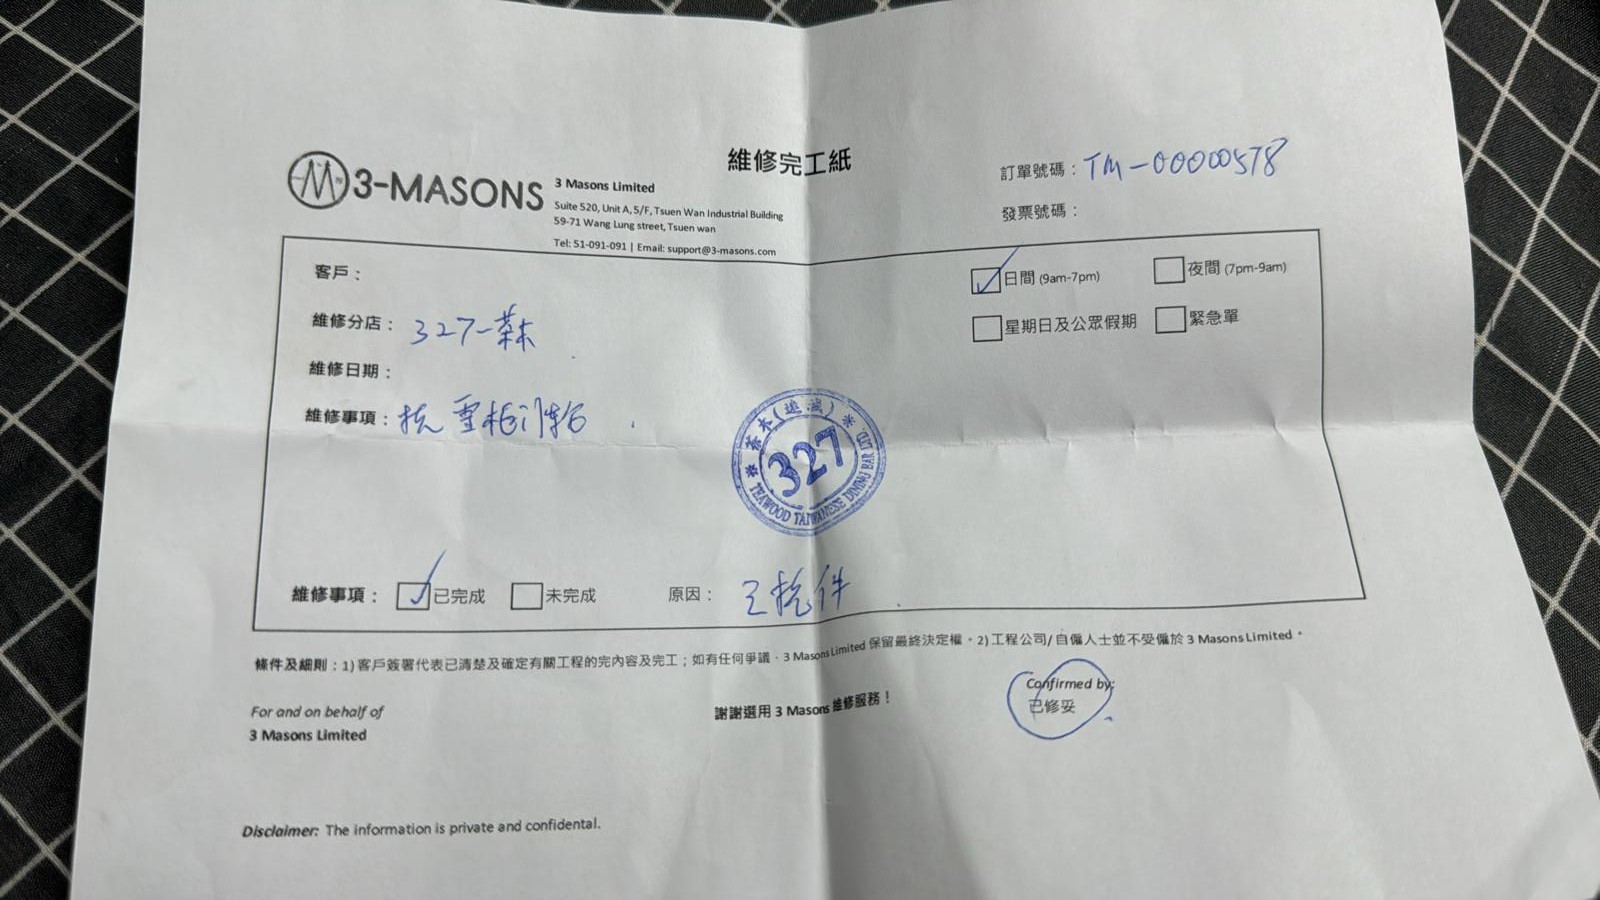 維修完工紙
訂單號碼：TM-00000578
發票號碼：
3-MASONS
3 Masons Limited
Suite 520, Unit A, 5/F, Tsuen Wan Industrial Building
59-71 Wang Lung street, Tsuen wan
Tel: 51-091-091 | Email: support@3-masons.com
客戶：
日間 (9am-7pm)
夜間 (7pm-9am)
維修分店：327-茶木
星期日及公眾假期
緊急單
維修日期：
維修事項：
茶木
327
TEAWOOD TAIWANESE DINING BAR LTD.
維修事項：
已完成
未完成
原因：
條件及細則：1) 客戶簽署代表已清楚及確定有關工程的完內容及完工；如有任何爭議，3 Masons Limited 保留最終決定權。2) 工程公司/ 自僱人士並不受僱於 3 Masons Limited。
For and on behalf of
3 Masons Limited
謝謝選用 3 Masons 維修服務！
Confirmed by:
已修妥
Disclaimer: The information is private and confidental.